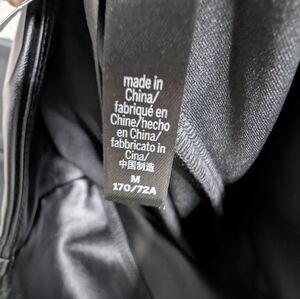 made in
China/
fabriqué en
Chine/hecho
en China/
fabbricato in
Cina/
中国制造
M
170/72A